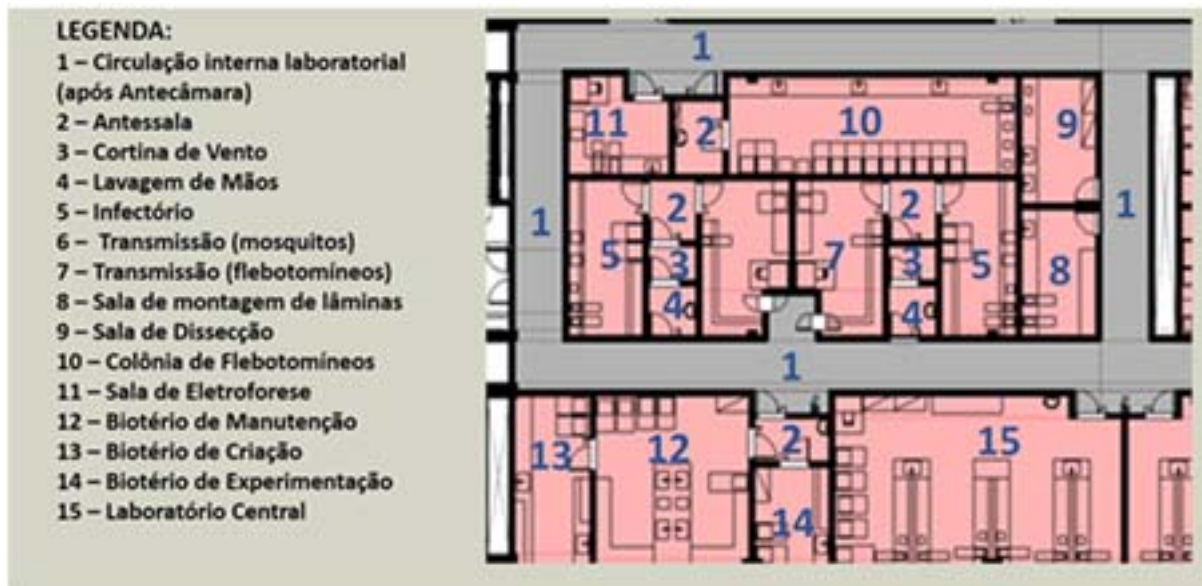 LEGENDA:
1 – Circulação interna laboratorial
(após Antecâmara)
2 – Antessala
3 – Cortina de Vento
4 – Lavagem de Mãos
5 – Infectório
6 – Transmissão (mosquitos)
7 – Transmissão (flebotomíneos)
8 – Sala de montagem de lâminas
9 – Sala de Dissecção
10 – Colônia de Flebotomíneos
11 – Sala de Eletroforese
12 – Biotério de Manutenção
13 – Biotério de Criação
14 – Biotério de Experimentação
15 – Laboratório Central
1
11 2 10 9
1 2 2 1
5 3 7 3 5 8
4 4
1
13 12 2 15
14